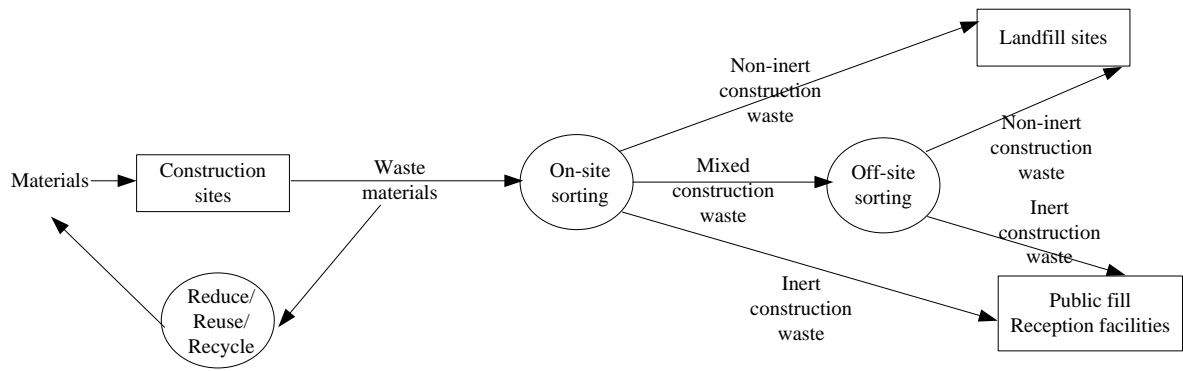 Landfill sites
Non-inert
construction
waste
Non-inert
construction
waste
Materials
Construction
sites
Waste
materials
On-site
sorting
Mixed
construction
waste
Off-site
sorting
Inert
construction
waste
Reduce/
Reuse/
Recycle
Inert
construction
waste
Public fill
Reception facilities